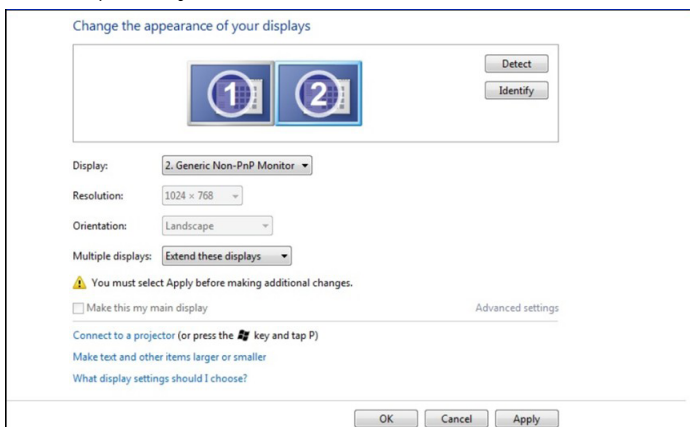 Change the appearance of your displays
1 2
Detect
Identify
Display: 2. Generic Non-PnP Monitor
Resolution: 1024 × 768
Orientation: Landscape
Multiple displays: Extend these displays
You must select Apply before making additional changes.
Make this my main display Advanced settings
Connect to a projector (or press the key and tap P)
Make text and other items larger or smaller
What display settings should I choose?
OK Cancel Apply